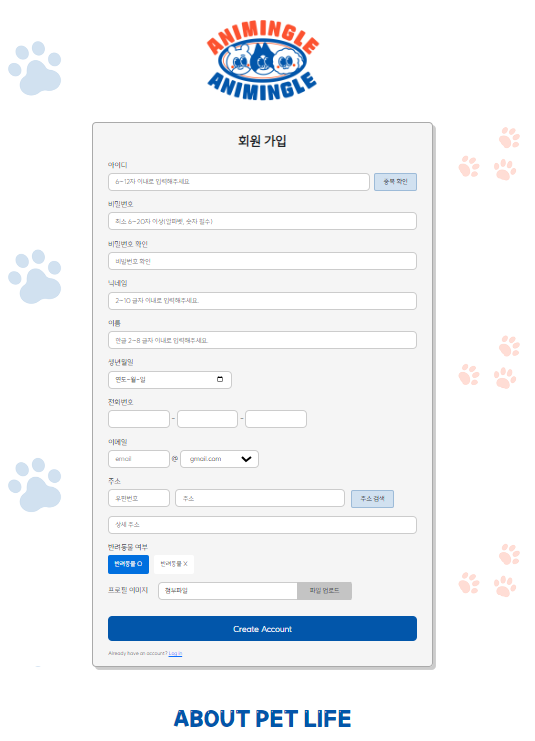 ANIMINGLE
ANIMINGLE
회원 가입
아이디
6~12자 이내로 입력해주세요.
중복 확인
비밀번호
최소 6~20자 이상(알파벳, 숫자 필수)
비밀번호 확인
비밀번호 확인
닉네임
2~10 글자 이내로 입력해주세요.
이름
한글 2~8 글자 이내로 입력해주세요.
생년월일
연도-월-일
전화번호
- -
이메일
email @ gmail.com
주소
우편번호 주소 주소 검색
상세 주소
반려동물 여부
반려동물 O 반려동물 X
프로필 이미지 첨부파일 파일 업로드
Create Account
Already have an account? Log in
ABOUT PET LIFE